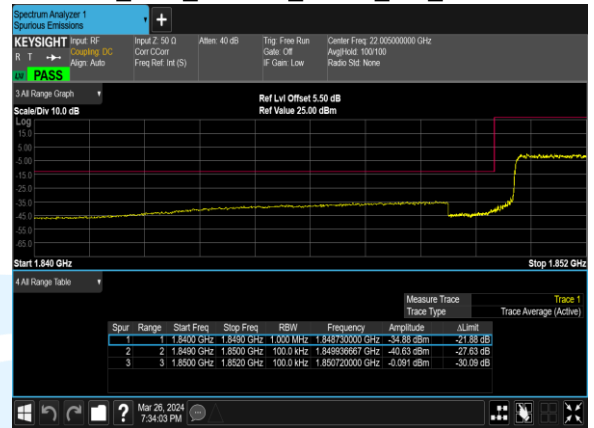 Spectrum Analyzer 1
Spurious Emissions
KEYSIGHT Input: RF Input Z: 50 Ω Atten: 40 dB Trig: Free Run Center Freq: 22.005000000 GHz
R T Coupling: DC Corr CCorr Gate: Off Avg|Hold: 100/100
Align: Auto Freq Ref: Int (S) IF Gain: Low Radio Std: None
PASS
3 All Range Graph
Ref Lvl Offset 5.50 dB
Scale/Div 10.0 dB Ref Value 25.00 dBm
Log
15.0
5.00
-5.00
-15.0
-25.0
-35.0
-45.0
-55.0
-65.0
Start 1.840 GHz Stop 1.852 GHz
4 All Range Table
Measure Trace Trace 1
Trace Type Trace Average (Active)
Spur Range Start Freq Stop Freq RBW Frequency Amplitude ΔLimit
1 1 1.8400 GHz 1.8490 GHz 1.000 MHz 1.848730000 GHz -34.88 dBm -21.88 dB
2 2 1.8490 GHz 1.8500 GHz 100.0 kHz 1.849936667 GHz -40.63 dBm -27.63 dB
3 3 1.8500 GHz 1.8520 GHz 100.0 kHz 1.850720000 GHz -0.091 dBm -30.09 dB
? Mar 26, 2024
7:34:03 PM